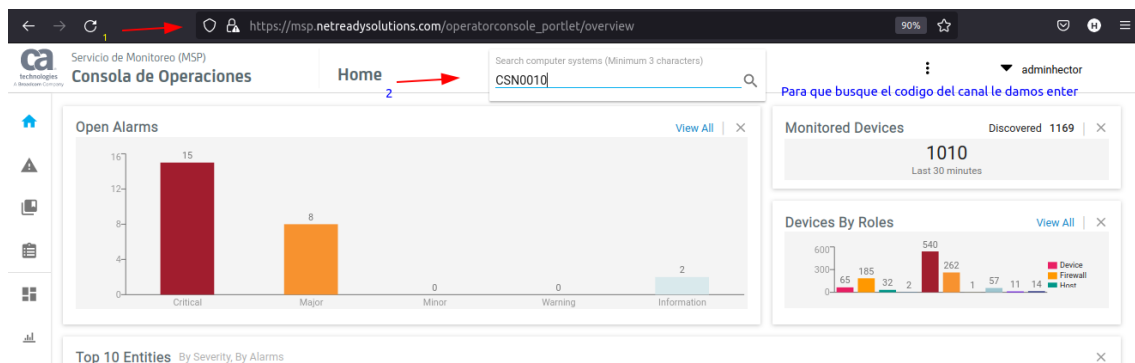 https://msp.netreadysolutions.com/operatorconsole_portlet/overview
90%
H
1
ca
technologies
A Broadcom Company
Servicio de Monitoreo (MSP)
Consola de Operaciones
Home
2
Search computer systems (Minimum 3 characters)
CSN0010
adminhector
Para que busque el codigo del canal le damos enter
Open Alarms
View All
16
12
8
4
0
15
8
0
0
2
Critical
Major
Minor
Warning
Information
Monitored Devices
Discovered 1169
1010
Last 30 minutes
Devices By Roles
View All
600
300
0
65
185
32
2
540
262
1
57
11
14
Device
Firewall
Host
Top 10 Entities By Severity, By Alarms